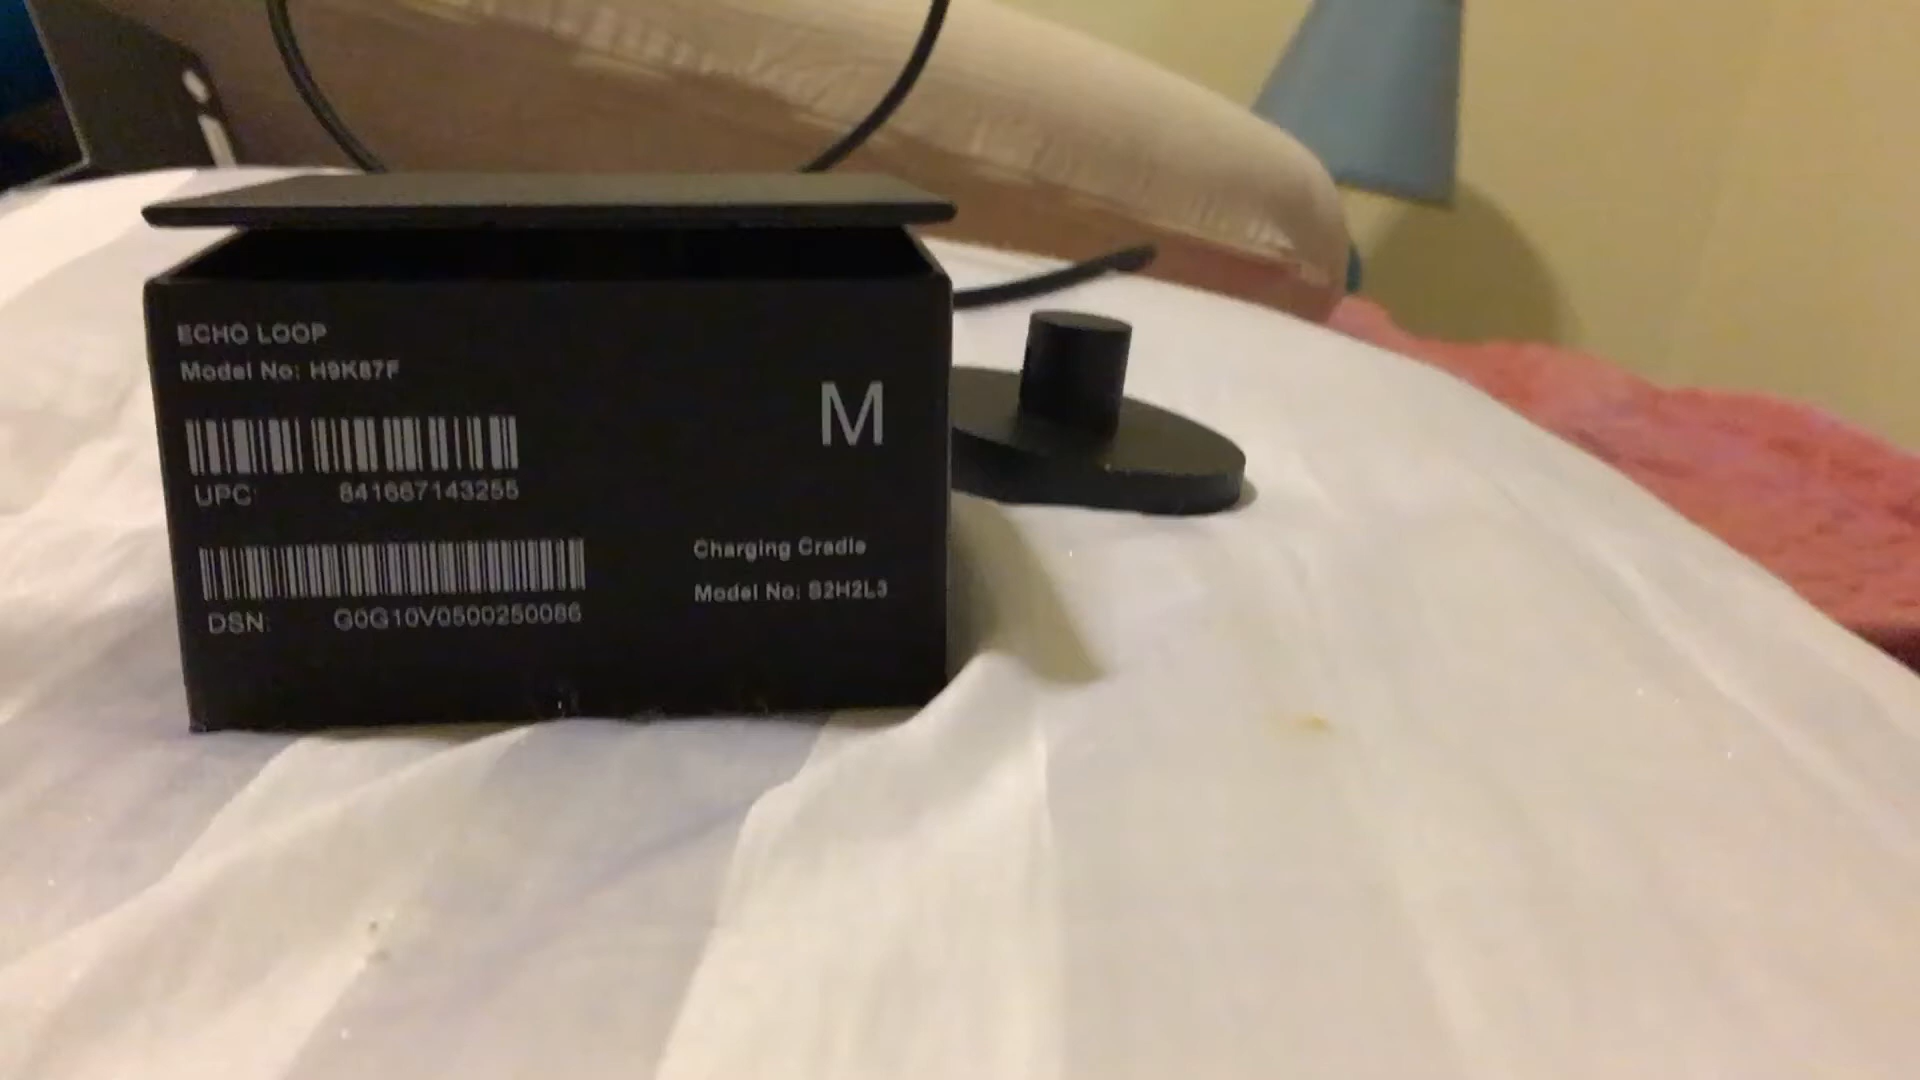 ECHO LOOP
Model No: H9K87F
M
UPC: 841667143255
Charging Cradle
Model No: S2H2L3
DSN: G0G10V0500250086